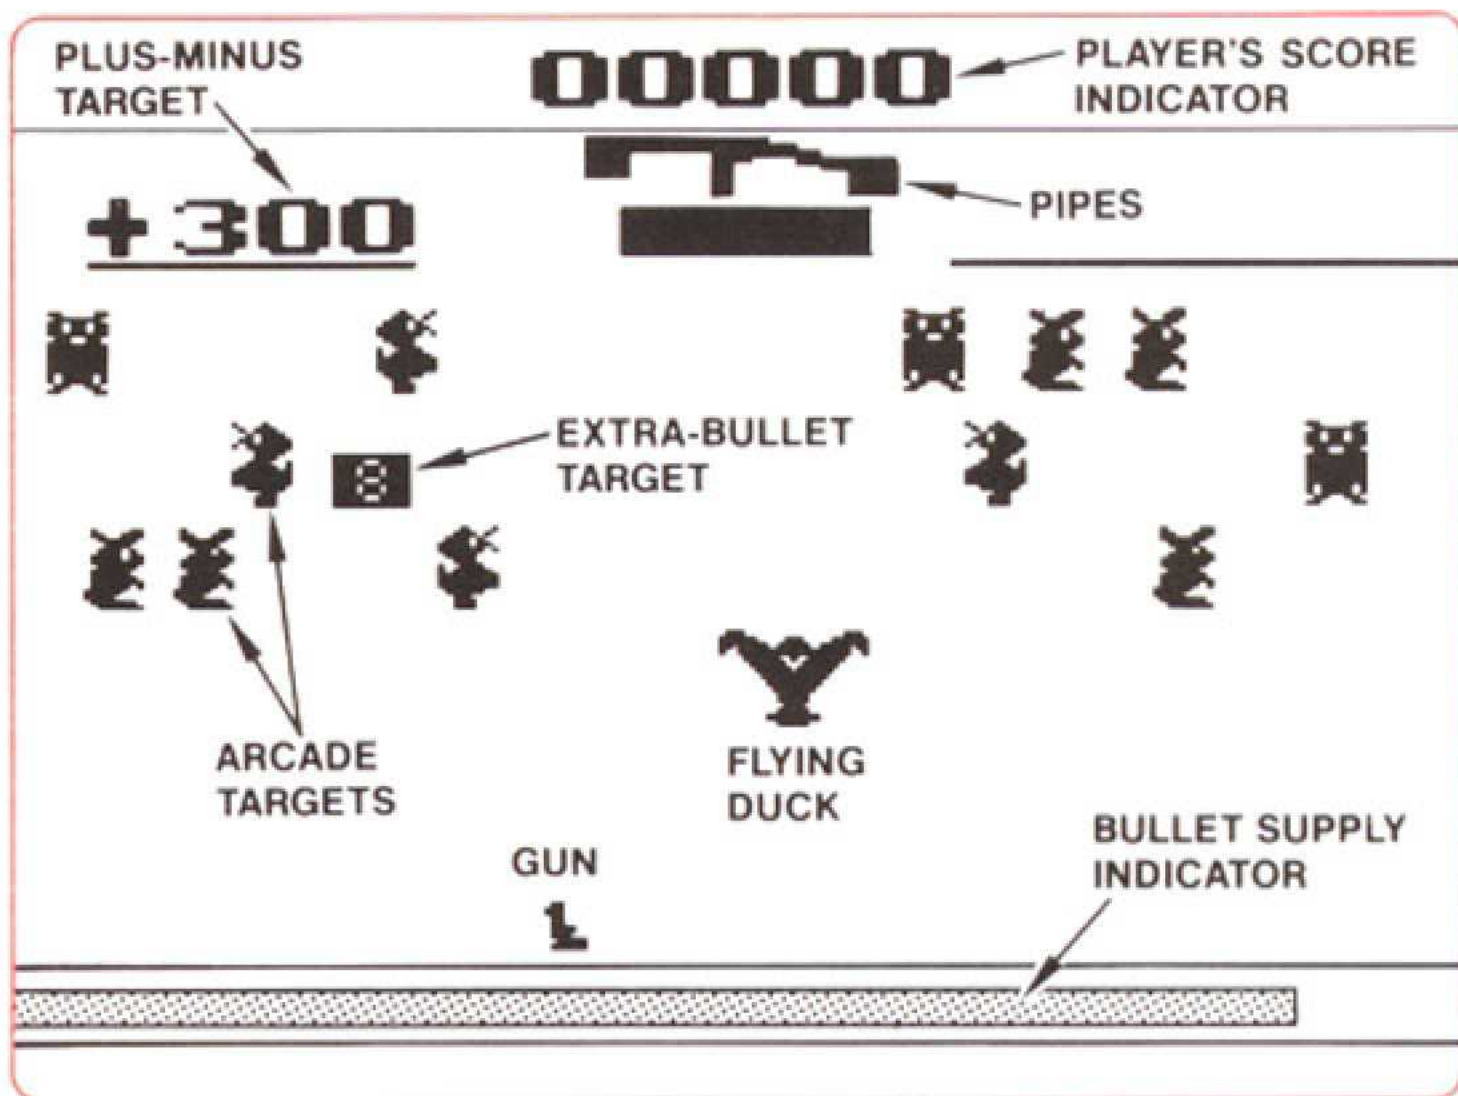 PLUS-MINUS
TARGET
00000
PLAYER'S SCORE
INDICATOR
+300
PIPES
EXTRA-BULLET
TARGET
8
ARCADE
TARGETS
FLYING
DUCK
GUN
BULLET SUPPLY
INDICATOR